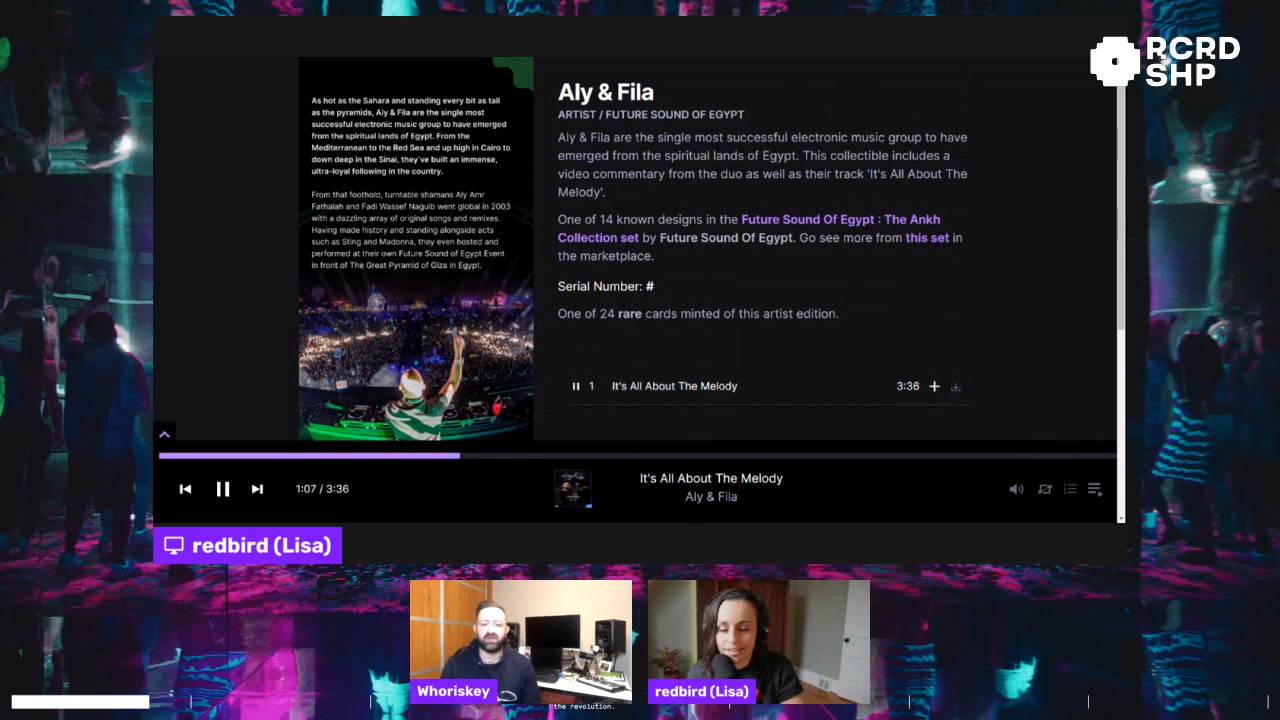 RCRD
SHP
As hot as the Sahara and standing every bit as tall
as the pyramids, Aly & Fila are the single most
successful electronic music group to have emerged
from the spiritual lands of Egypt. From the
Mediterranean to the Red Sea and up high in Cairo to
down deep in the Sinai, they've built an immense,
ultra-loyal following in the country.
From that foothold, turntable shamans Aly Amr
Fathalah and Fadi Wassef Naguib went global in 2003
with a dazzling array of original songs and remixes.
Having made history and standing alongside acts
such as Sting and Madonna, they even hosted and
performed at their own Future Sound of Egypt Event
in front of The Great Pyramid of Giza in Egypt.
Aly & Fila
ARTIST / FUTURE SOUND OF EGYPT
Aly & Fila are the single most successful electronic music group to have
emerged from the spiritual lands of Egypt. This collectible includes a
video commentary from the duo as well as their track 'It's All About The
Melody'.
One of 14 known designs in the Future Sound Of Egypt : The Ankh
Collection set by Future Sound Of Egypt. Go see more from this set in
the marketplace.
Serial Number: #
One of 24 rare cards minted of this artist edition.
1 It's All About The Melody 3:36
1:07 / 3:36
It's All About The Melody
Aly & Fila
redbird (Lisa)
Whoriskey
redbird (Lisa)
the revolution.